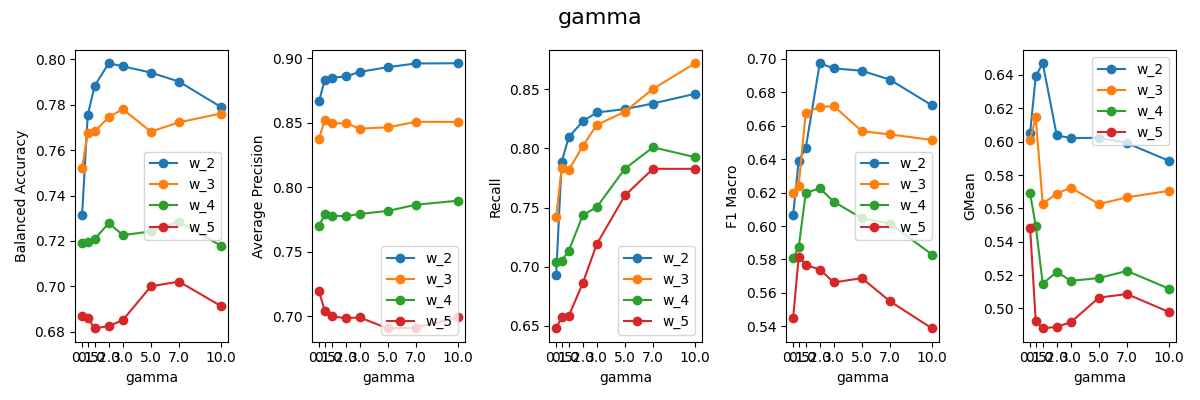 gamma
Balanced Accuracy
0.80
0.78
0.76
0.74
0.72
0.70
0.68
w_2
w_3
w_4
w_5
5.0 7.0 10.0
gamma
Average Precision
0.90
0.85
0.80
0.75
0.70
w_2
w_3
w_4
w_5
5.0 7.0 10.0
gamma
Recall
0.85
0.80
0.75
0.70
0.65
w_2
w_3
w_4
w_5
5.0 7.0 10.0
gamma
F1 Macro
0.70
0.68
0.66
0.64
0.62
0.60
0.58
0.56
0.54
w_2
w_3
w_4
w_5
5.0 7.0 10.0
gamma
GMean
0.64
0.62
0.60
0.58
0.56
0.54
0.52
0.50
w_2
w_3
w_4
w_5
5.0 7.0 10.0
gamma